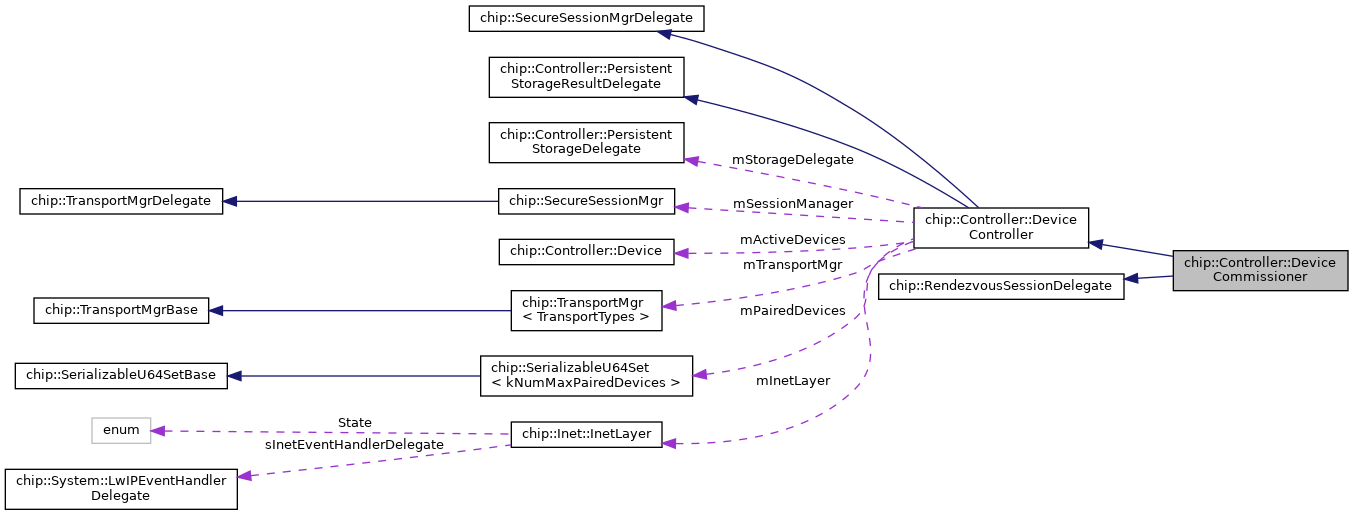 chip::SecureSessionMgrDelegate
chip::Controller::Persistent
StorageResultDelegate
chip::Controller::Persistent
StorageDelegate
mStorageDelegate
chip::TransportMgrDelegate
chip::SecureSessionMgr
mSessionManager
chip::Controller::Device
Controller
chip::Controller::Device
mActiveDevices
mTransportMgr
chip::Controller::Device
Commissioner
chip::RendezvousSessionDelegate
chip::TransportMgrBase
chip::TransportMgr
< TransportTypes >
mPairedDevices
chip::SerializableU64SetBase
chip::SerializableU64Set
< kNumMaxPairedDevices >
mInetLayer
enum
State
chip::Inet::InetLayer
sInetEventHandlerDelegate
chip::System::LwIPEventHandler
Delegate